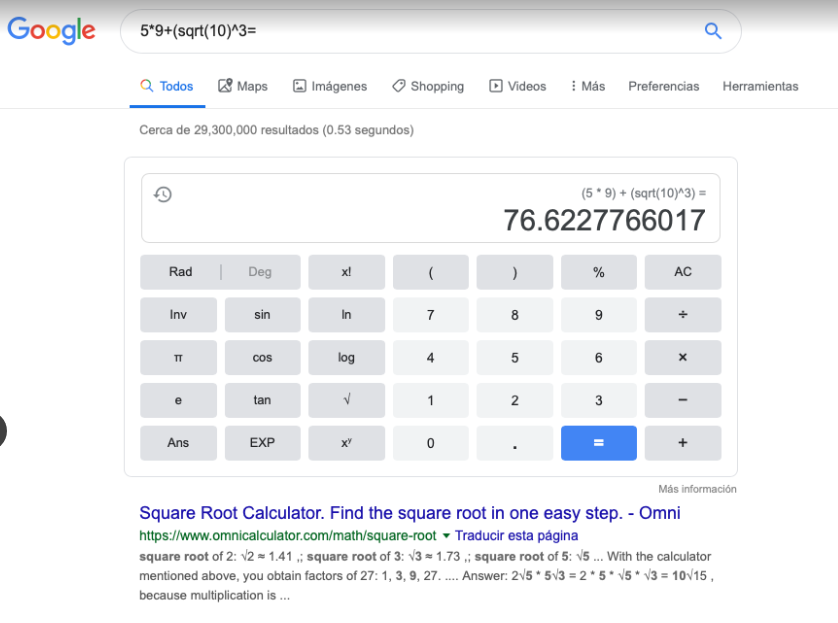 Google 5*9+(sqrt(10)^3=
Todos Maps Imágenes Shopping Videos Más Preferencias Herramientas
Cerca de 29,300,000 resultados (0.53 segundos)
(5 * 9) + (sqrt(10)^3) =
76.6227766017
Rad | Deg x! ( ) % AC
Inv sin ln 7 8 9 ÷
π cos log 4 5 6 ×
e tan √ 1 2 3 −
Ans EXP xʸ 0 . = +
Más información
Square Root Calculator. Find the square root in one easy step. - Omni
https://www.omnicalculator.com/math/square-root ▼ Traducir esta página
square root of 2: √2 ≈ 1.41 ,; square root of 3: √3 ≈ 1.73 ,; square root of 5: √5 ... With the calculator
mentioned above, you obtain factors of 27: 1, 3, 9, 27. .... Answer: 2√5 * 5√3 = 2 * 5 * √5 * √3 = 10√15 ,
because multiplication is ...